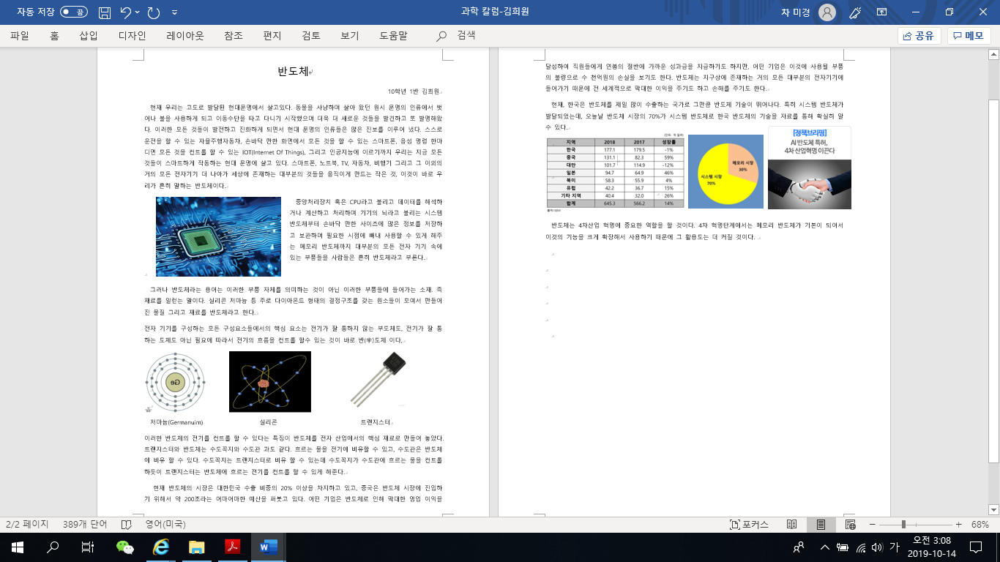 자동 저장 끔
과학 칼럼-김희원
차 미경
파일 홈 삽입 디자인 레이아웃 참조 편지 검토 보기 도움말 검색
공유 메모
반도체
10학년 1반 김희원
현재 우리는 고도로 발달된 현대문명에서 살고있다. 동물을 사냥하며 살아 왔던 원시 문명의 인류에서 벗
어나 불을 사용하게 되고 이동수단을 타고 다니기 시작했으며 더욱 더 새로운 것들을 발견하고 또 발명해왔
다. 이러한 모든 것들이 발전하고 진화하게 되면서 현대 문명의 인류들은 많은 진보를 이루어 냈다. 스스로
운전을 할 수 있는 자율주행자동차, 손바닥 만한 화면에서 모든 것을 할 수 있는 스마트폰, 음성 명령 한마
디면 모든 것을 컨트롤 할 수 있는 IOT(Internet Of Things), 그리고 인공지능에 이르기까지 우리는 지금 모든
것들이 스마트하게 작동하는 현대 문명에 살고 있다. 스마트폰, 노트북, TV, 자동차, 비행기 그리고 그 이외의
거의 모든 전자기기 더 나아가 세상에 존재하는 대부분의 것들을 움직이게 만드는 작은 것, 이것이 바로 우
리가 흔히 말하는 반도체이다.
중앙처리장치 혹은 CPU라고 불리고 데이터를 해석하
거나 계산하고 처리하며 기기의 뇌라고 불리는 시스템
반도체부터 손바닥 만한 사이즈에 많은 정보를 저장하
고 보관하며 필요한 시점에 빼내 사용할 수 있게 해주
는 메모리 반도체까지 대부분의 모든 전자 기기 속에
있는 부품들을 사람들은 흔히 반도체라고 부른다.
그러나 반도체라는 용어는 이러한 부품 자체를 의미하는 것이 아닌 이러한 부품들에 들어가는 소재. 즉
재료를 일컫는 말이다. 실리콘 저마늄 등 주로 다이아몬드 형태의 결정구조를 갖는 원소들이 모여서 만들어
진 물질 그리고 재료를 반도체라고 한다.
전자 기기를 구성하는 모든 구성요소들에서의 핵심 요소는 전기가 잘 통하지 않는 부도체도, 전기가 잘 통
하는 도체도 아닌 필요에 따라서 전기의 흐름을 컨트롤 할수 있는 것이 바로 반(半)도체 이다,
Ge
저마늄(Germanuim) 실리콘 트랜지스터
이러한 반도체의 전기를 컨트롤 할 수 있다는 특징이 반도체를 전자 산업에서의 핵심 재료로 만들어 놓았다.
트랜지스터와 반도체는 수도꼭지와 수도관 과도 같다. 흐르는 물을 전기에 비유할 수 있고, 수도관은 반도체
에 비유 할 수 있다. 수도꼭지는 트랜지스터로 비유 할 수 있는데 수도꼭지가 수도관에 흐르는 물을 컨트롤
하듯이 트랜지스터는 반도체에 흐르는 전기를 컨트롤 할 수 있게 해준다.
현재 반도체의 시장은 대한민국 수출 비중의 20% 이상을 차지하고 있고, 중국은 반도체 시장에 진입하
기 위해서 약 200조라는 어마어마한 예산을 퍼붓고 있다. 어떤 기업은 반도체로 인해 막대한 영업 이익을
달성하여 직원들에게 연봉의 절반에 가까운 성과금을 지급하기도 하지만, 어떤 기업은 이것에 사용될 부품
의 불량으로 수 천억원의 손실을 보기도 한다. 반도체는 지구상에 존재하는 거의 모든 대부분의 전자기기에
들어가기 때문에 전 세계적으로 막대한 이익을 주기도 하고 손해를 주기도 한다.
현재, 한국은 반도체를 제일 많이 수출하는 국가로 그만큼 반도체 기술이 뛰어나다. 특히 시스템 반도체가
발달되었는데, 오늘날 반도체 시장의 70%가 시스템 반도체로 한국 반도체의 기술을 자료를 통해 확실히 알
수 있다.
지역 2018 2017 성장률
한국 177.1 179.5 -1%
중국 131.1 82.3 59%
대만 101.7 114.9 -12%
일본 94.7 64.9 46%
북미 58.3 55.9 4%
유럽 42.2 36.7 15%
기타 지역 40.4 32.0 26%
합계 645.3 566.2 14%
메모리 시장
30%
시스템 시장
70%
[정책브리핑]
AI 반도체 특허,
4차 산업혁명 이끈다
반도체는 4차산업 혁명에 중요한 역할을 할 것이다. 4차 혁명단계에서는 메모리 반도체가 기본이 되어서
이것의 기능을 크게 확장해서 사용하기 때문에 그 활용도는 더 커질 것이다.
2/2 페이지 389개 단어 영어(미국)
포커스 68%
가 오전 3:08
2019-10-14